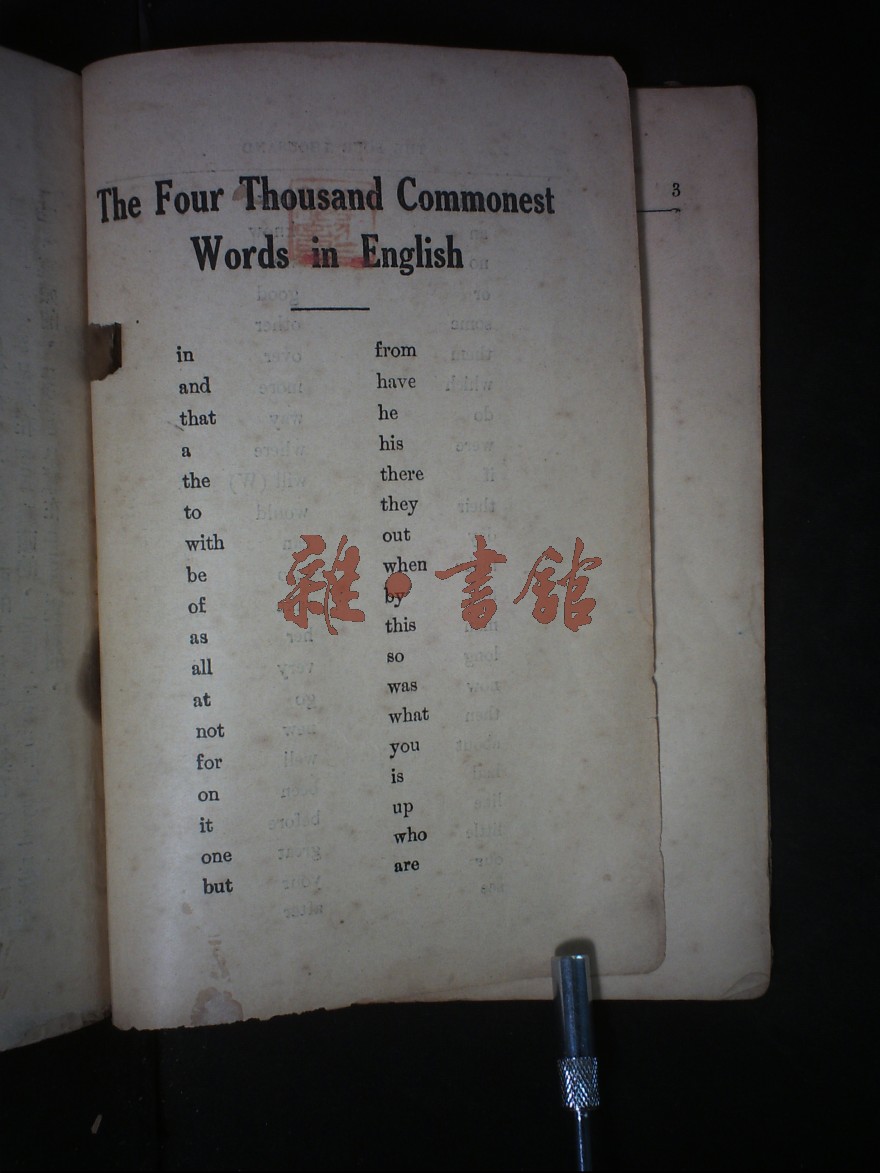 The Four Thousand Commonest
Words in English
in
and
that
a
the
to
with
be
of
as
all
at
not
for
on
it
one
but
from
have
he
his
there
they
out
when
by
this
so
was
what
you
is
up
who
are
3
雜·書館